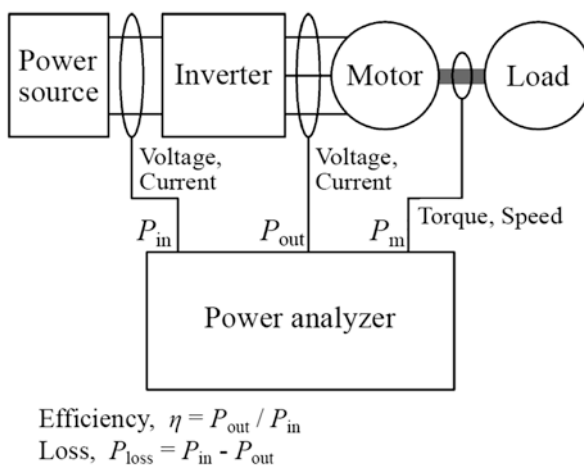 Power
source
Inverter
Motor
Load
Voltage,
Current
Voltage,
Current
Torque, Speed
P_in
P_out
P_m
Power analyzer
Efficiency, η = P_out / P_in
Loss, P_loss = P_in - P_out